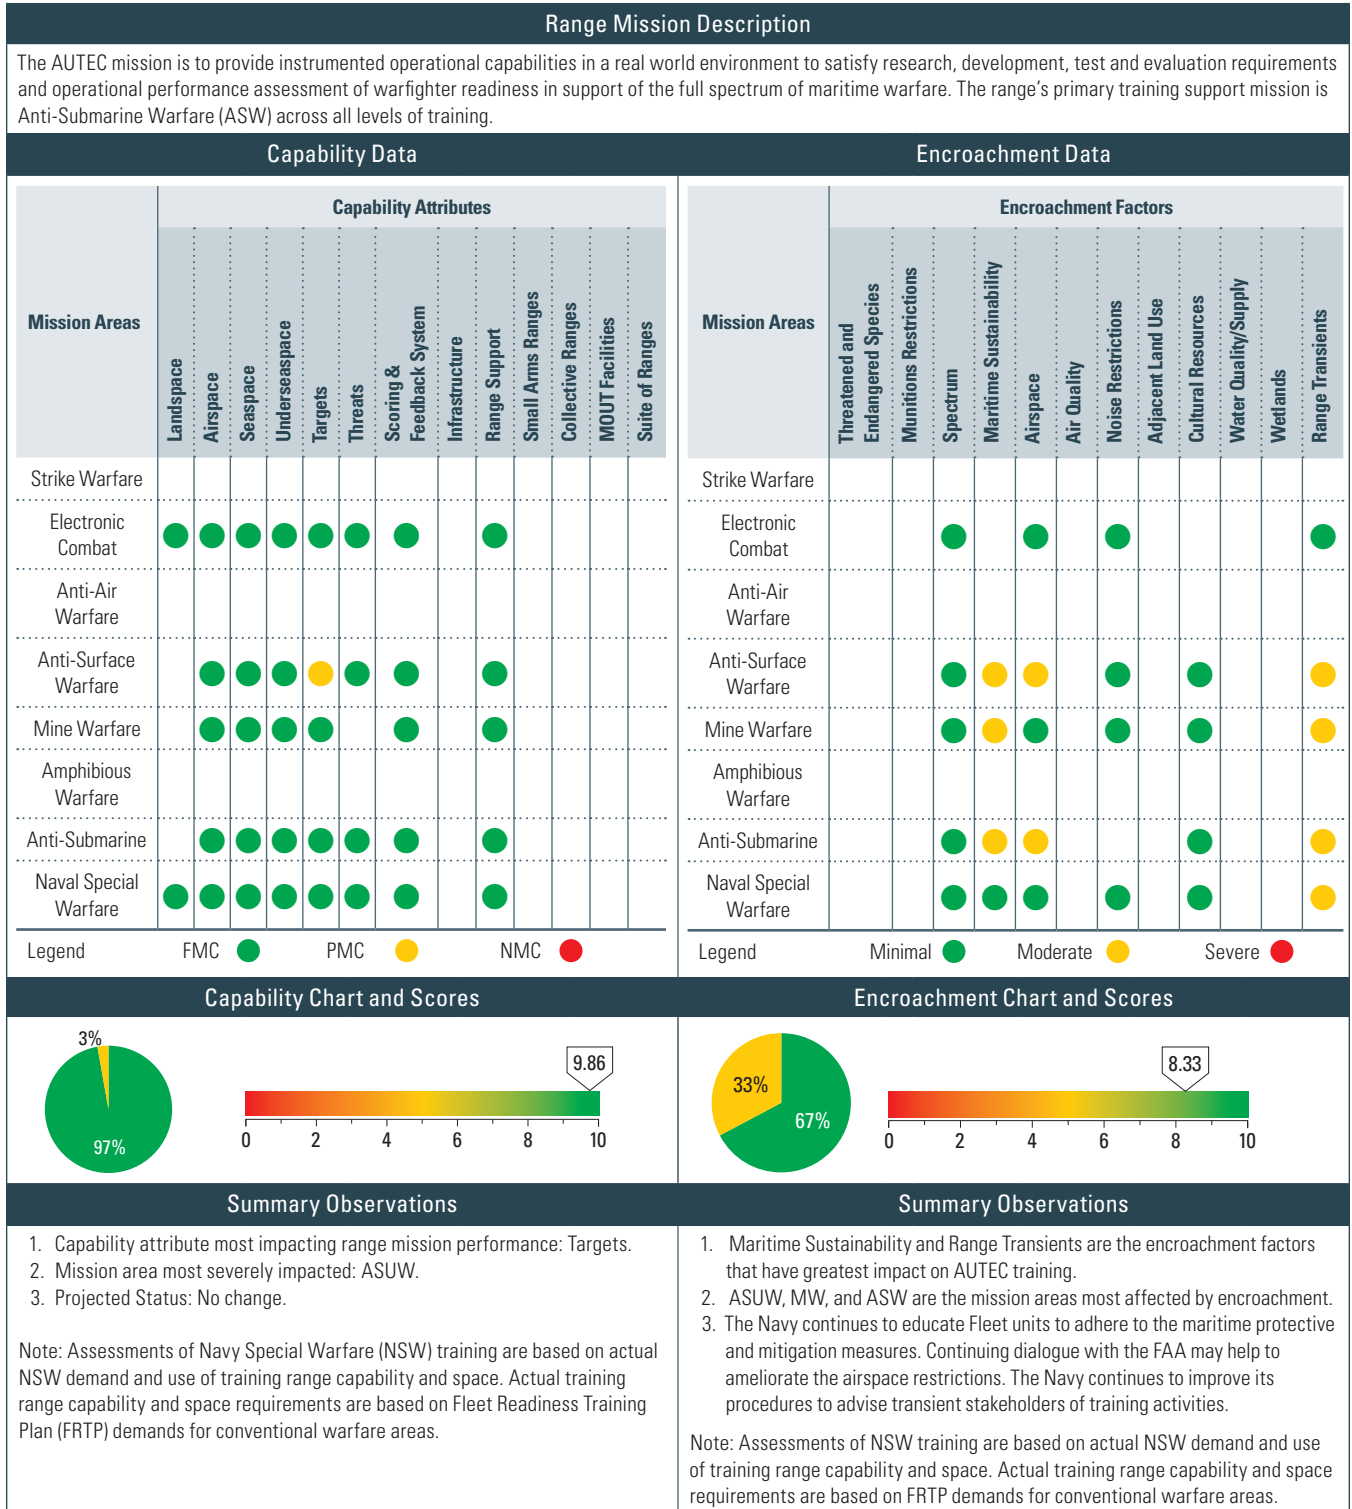 Range Mission Description
The AUTEC mission is to provide instrumented operational capabilities in a real world environment to satisfy research, development, test and evaluation requirements
and operational performance assessment of warfighter readiness in support of the full spectrum of maritime warfare. The range's primary training support mission is
Anti-Submarine Warfare (ASW) across all levels of training.
Capability Data
Mission Areas
Capability Attributes
Landspace
Airspace
Seaspace
Underseaspace
Targets
Threats
Scoring &
Feedback System
Infrastructure
Range Support
Small Arms Ranges
Collective Ranges
MOUT Facilities
Suite of Ranges
Strike Warfare
Electronic
Combat
Anti-Air
Warfare
Anti-Surface
Warfare
Mine Warfare
Amphibious
Warfare
Anti-Submarine
Naval Special
Warfare
Legend FMC PMC NMC
Encroachment Data
Mission Areas
Encroachment Factors
Threatened and
Endangered Species
Munitions Restrictions
Spectrum
Maritime Sustainability
Airspace
Air Quality
Noise Restrictions
Adjacent Land Use
Cultural Resources
Water Quality/Supply
Wetlands
Range Transients
Strike Warfare
Electronic
Combat
Anti-Air
Warfare
Anti-Surface
Warfare
Mine Warfare
Amphibious
Warfare
Anti-Submarine
Naval Special
Warfare
Legend Minimal Moderate Severe
Capability Chart and Scores
3%
97%
9.86
0 2 4 6 8 10
Encroachment Chart and Scores
33%
67%
8.33
0 2 4 6 8 10
Summary Observations
1. Capability attribute most impacting range mission performance: Targets.
2. Mission area most severely impacted: ASUW.
3. Projected Status: No change.
Note: Assessments of Navy Special Warfare (NSW) training are based on actual
NSW demand and use of training range capability and space. Actual training
range capability and space requirements are based on Fleet Readiness Training
Plan (FRTP) demands for conventional warfare areas.
Summary Observations
1. Maritime Sustainability and Range Transients are the encroachment factors
that have greatest impact on AUTEC training.
2. ASUW, MW, and ASW are the mission areas most affected by encroachment.
3. The Navy continues to educate Fleet units to adhere to the maritime protective
and mitigation measures. Continuing dialogue with the FAA may help to
ameliorate the airspace restrictions. The Navy continues to improve its
procedures to advise transient stakeholders of training activities.
Note: Assessments of NSW training are based on actual NSW demand and use
of training range capability and space. Actual training range capability and space
requirements are based on FRTP demands for conventional warfare areas.